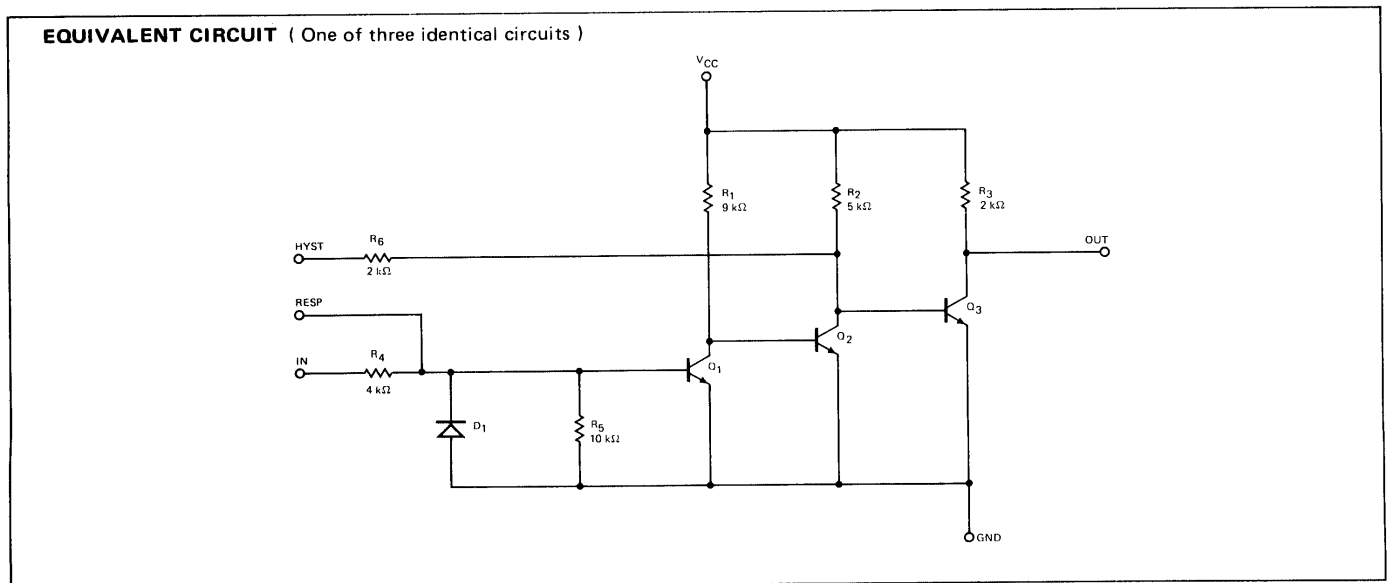 EQUIVALENT CIRCUIT ( One of three identical circuits )
VCC
R1
9 kΩ
R2
5 kΩ
R3
2 kΩ
HYST
R6
2 kΩ
OUT
RESP
Q3
Q2
IN
R4
4 kΩ
Q1
D1
R5
10 kΩ
GND